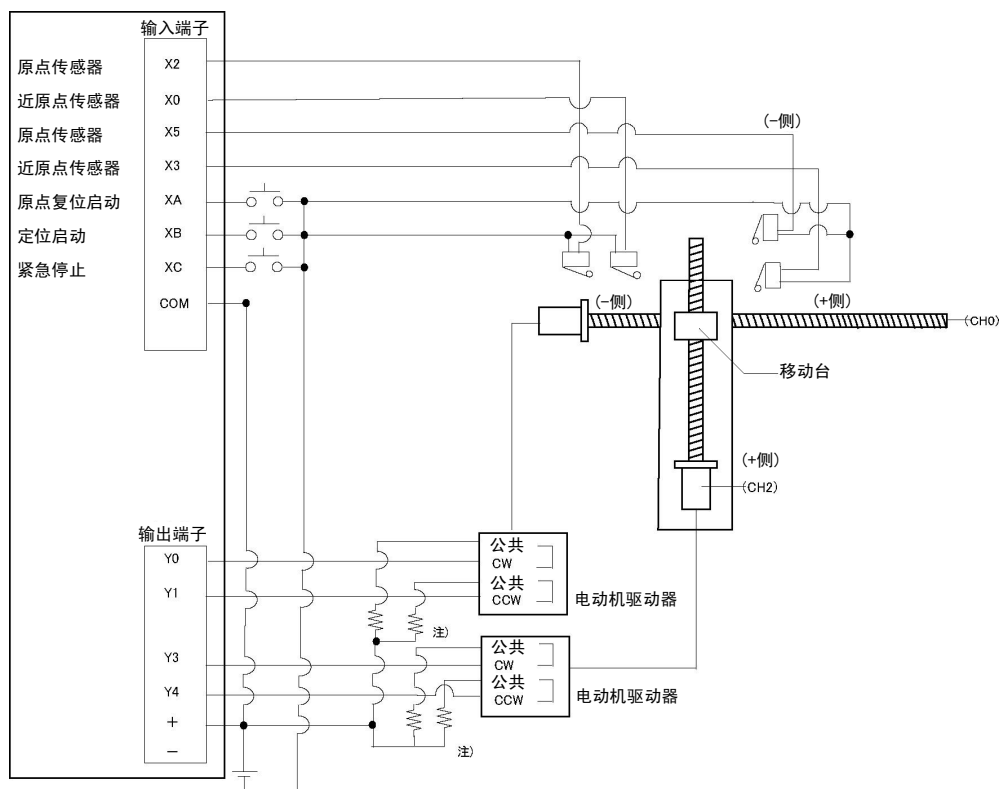 输入端子
原点传感器 X2
近原点传感器 X0
原点传感器 X5
(-侧)
近原点传感器 X3
原点复位启动 XA
定位启动 XB
紧急停止 XC
COM
(-侧)
(+侧)
(CH0)
移动台
(+侧)
(CH2)
输出端子
Y0
Y1
Y3
Y4
+
-
公共
CW
公共
CCW
电动机驱动器
注)
公共
CW
公共
CCW
电动机驱动器
注)